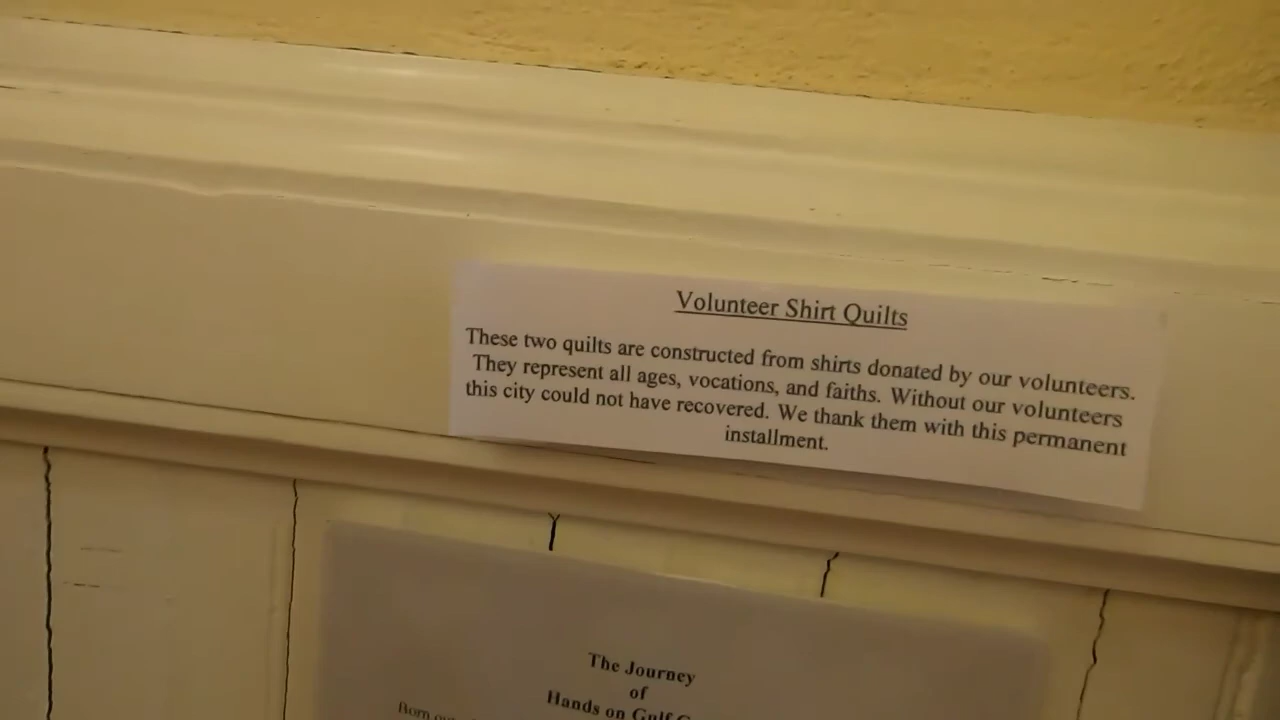 Volunteer Shirt Quilts
These two quilts are constructed from shirts donated by our volunteers.
They represent all ages, vocations, and faiths. Without our volunteers
this city could not have recovered. We thank them with this permanent
installment.
The Journey
of
Hands on Gulf
Born